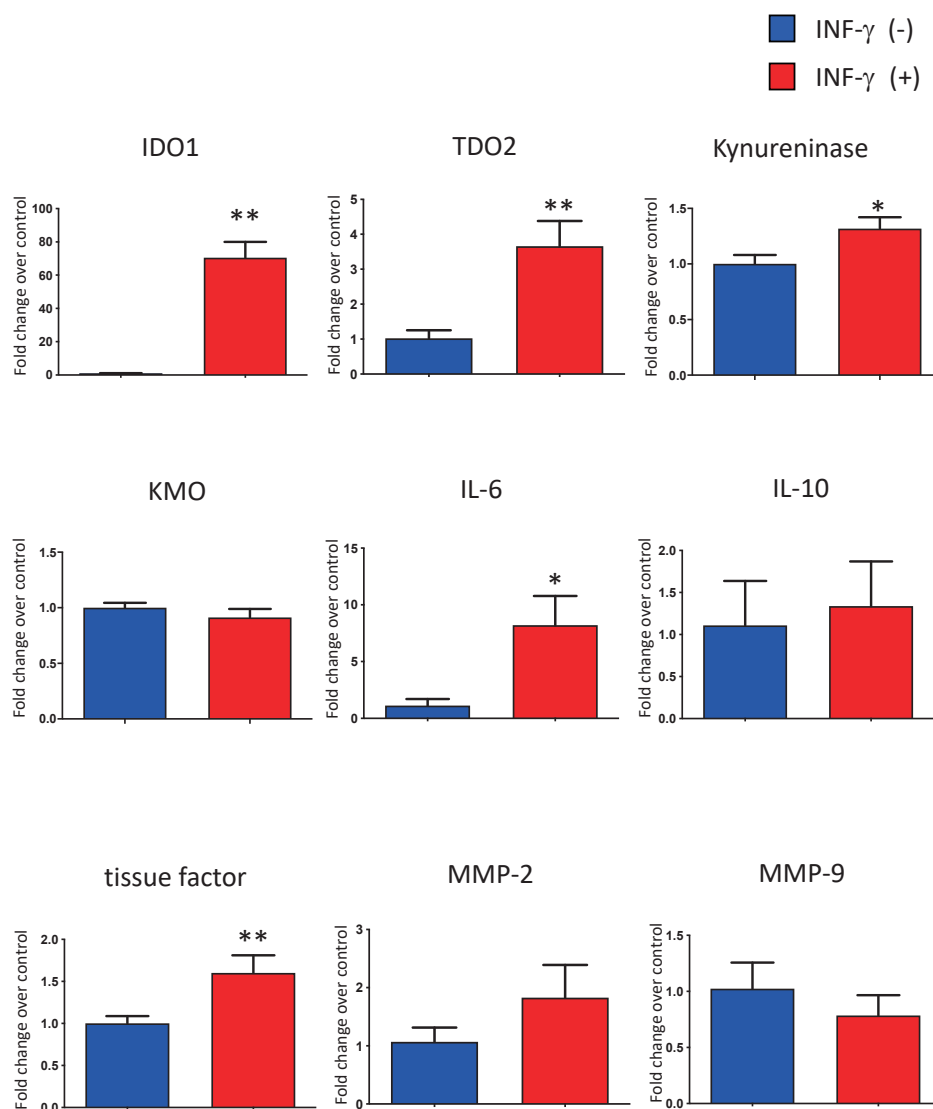 INF-γ (-)
INF-γ (+)
IDO1
TDO2
Kynureninase
Fold change over control
100
80
60
40
20
0
**
Fold change over control
5
4
3
2
1
0
**
Fold change over control
1.5
1.0
0.5
0.0
*
KMO
IL-6
IL-10
Fold change over control
1.5
1.0
0.5
0.0
Fold change over control
15
10
5
0
*
Fold change over control
2.0
1.5
1.0
0.5
0.0
tissue factor
MMP-2
MMP-9
Fold change over control
2.0
1.5
1.0
0.5
0.0
**
Fold change over control
3
2
1
0
Fold change over control
1.5
1.0
0.5
0.0